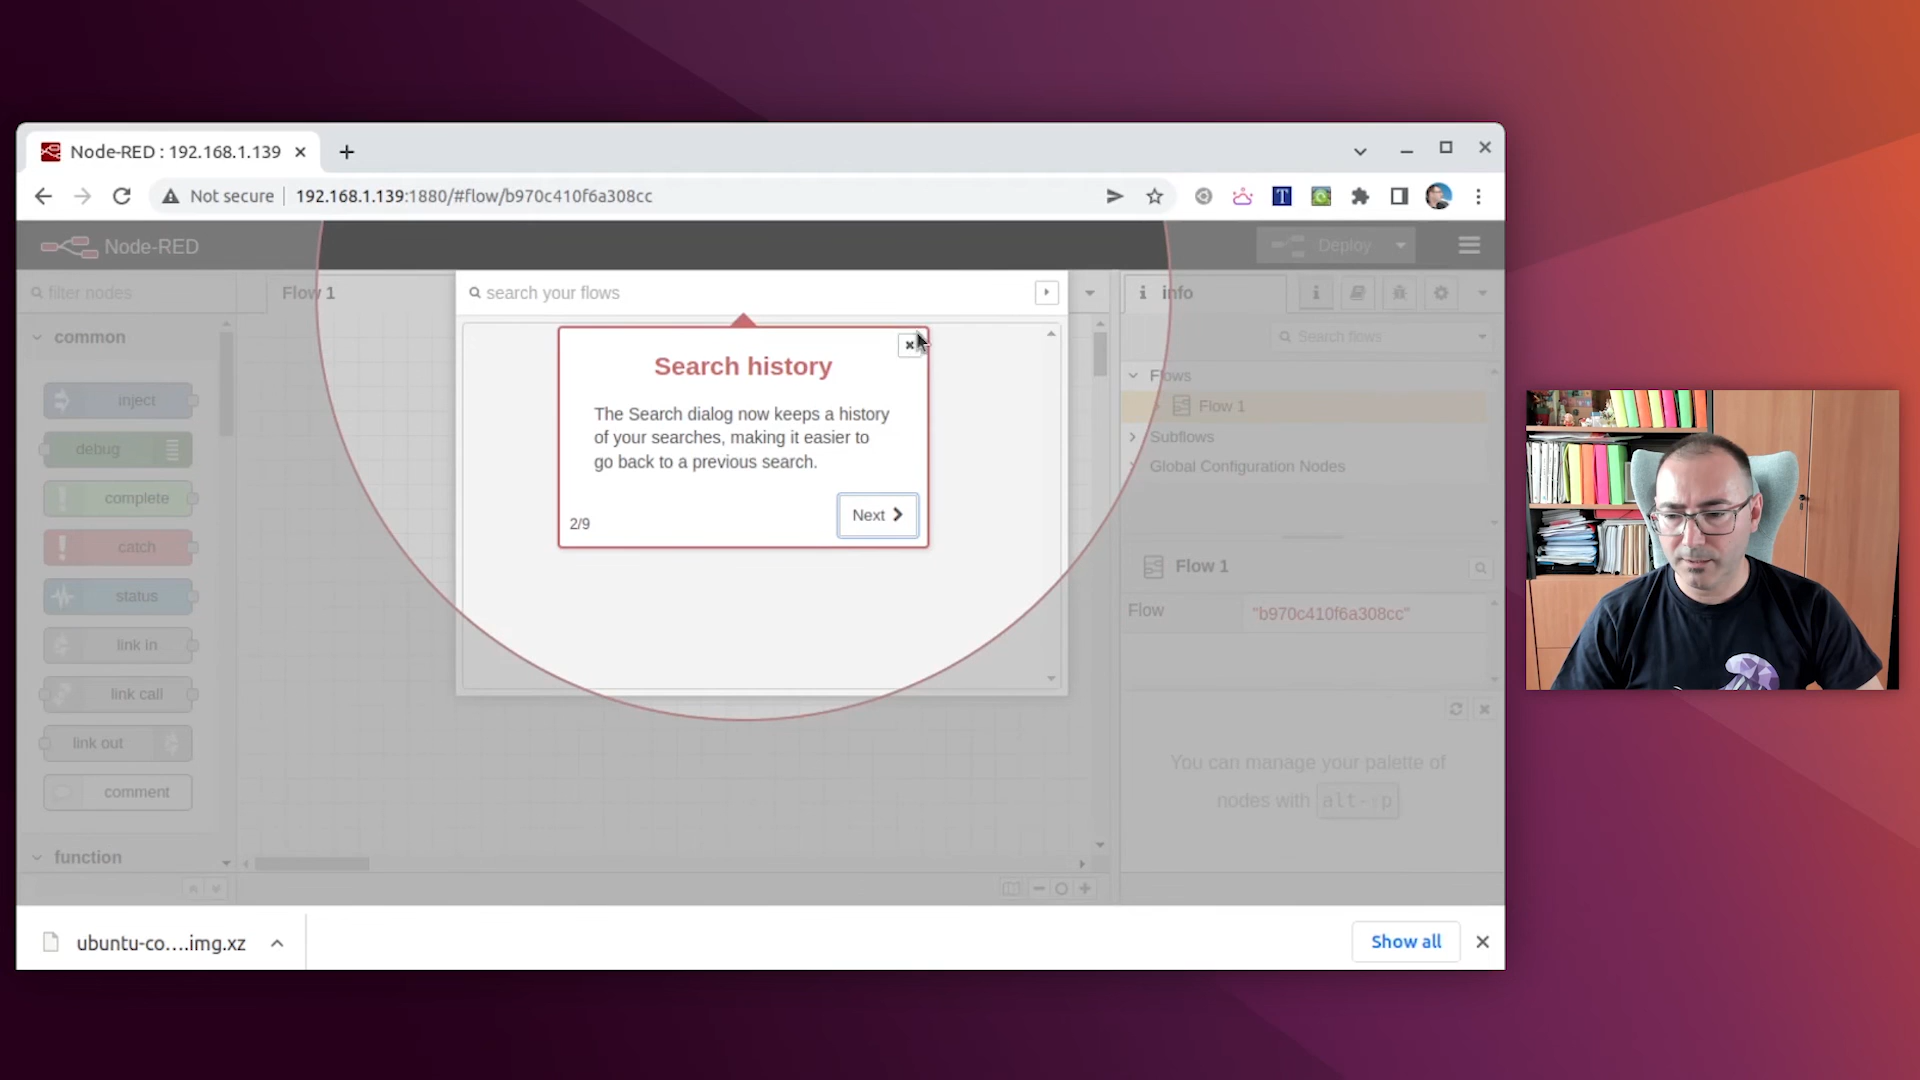 Node-RED : 192.168.1.139
Not secure
192.168.1.139:1880/#flow/b970c410f6a308cc
T
Node-RED
Deploy
filter nodes
Flow 1
search your flows
i
info
i
common
Search flows
Search history
Flows
inject
Flow 1
The Search dialog now keeps a history
of your searches, making it easier to
go back to a previous search.
debug
Subflows
Global Configuration Nodes
complete
Next
2/9
catch
Flow 1
status
Flow
"b970c410f6a308cc"
link in
link call
link out
You can manage your palette of
nodes with
comment
function
ubuntu-co....img.xz
Show all